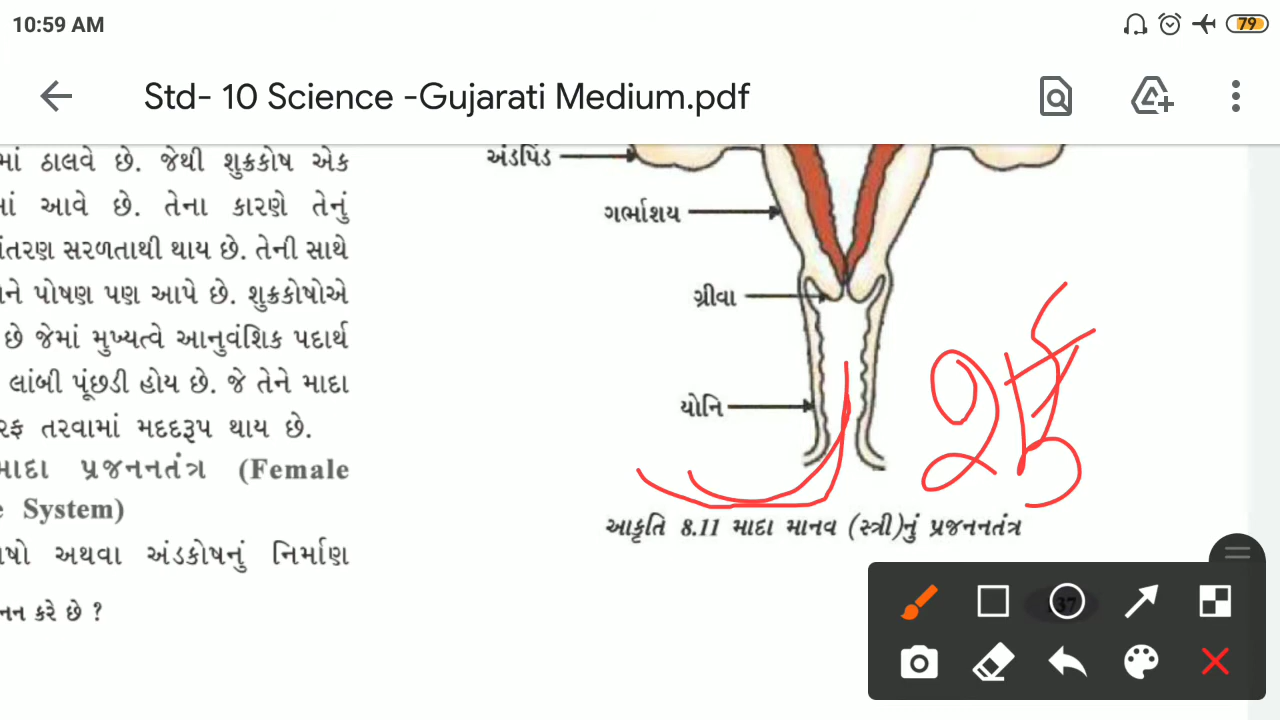 10:59 AM
79
Std- 10 Science -Gujarati Medium.pdf
માં ઠાલવે છે. જેથી શુક્રકોષ એક
માં આવે છે. તેના કારણે તેનું
ાંતરણ સરળતાથી થાય છે. તેની સાથે
ને પોષણ પણ આપે છે. શુક્રકોષોએ
છે જેમાં મુખ્યત્વે આનુવંશિક પદાર્થ
લાંબી પૂંછડી હોય છે. જે તેને માદા
રફ તરવામાં મદદરૂપ થાય છે.
માદા પ્રજનનતંત્ર (Female
System)
ષો અથવા અંડકોષનું નિર્માણ
નન કરે છે ?
અંડપિંડ
ગર્ભાશય
ગ્રીવા
યોનિ
આકૃતિ 8.11 માદા માનવ (સ્ત્રી)નું પ્રજનનતંત્ર